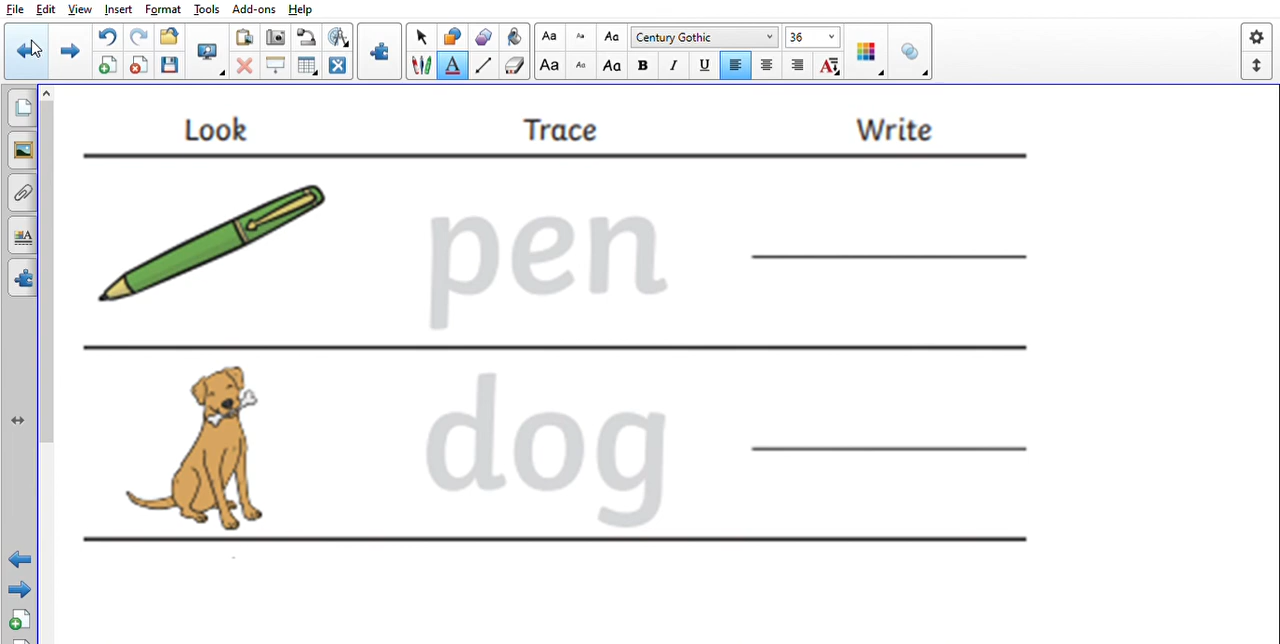 File Edit View Insert Format Tools Add-ons Help
Aa Aa Aa Century Gothic 36
A Aa Aa Aa B I U A
A
Look Trace Write
pen
dog